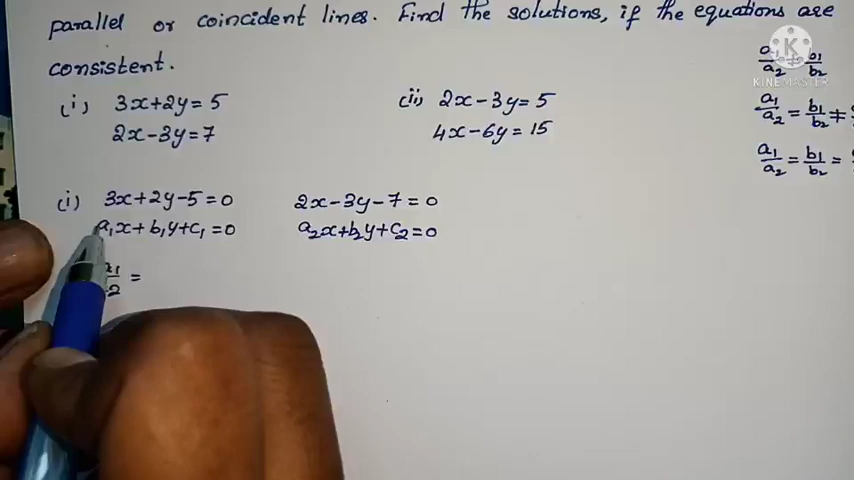 parallel or coincident lines. Find the solutions, if the equations are
consistent.
(i) 3x+2y=5
2x-3y=7
(ii) 2x-3y=5
4x-6y=15
a1/a2 ≠ b1/b2
a1/a2 = b1/b2 ≠
a1/a2 = b1/b2 =
K
KINEMASTER
(i) 3x+2y-5=0
2x-3y-7=0
a₁x+b₁y+c₁=0
a₂x+b₂y+c₂=0